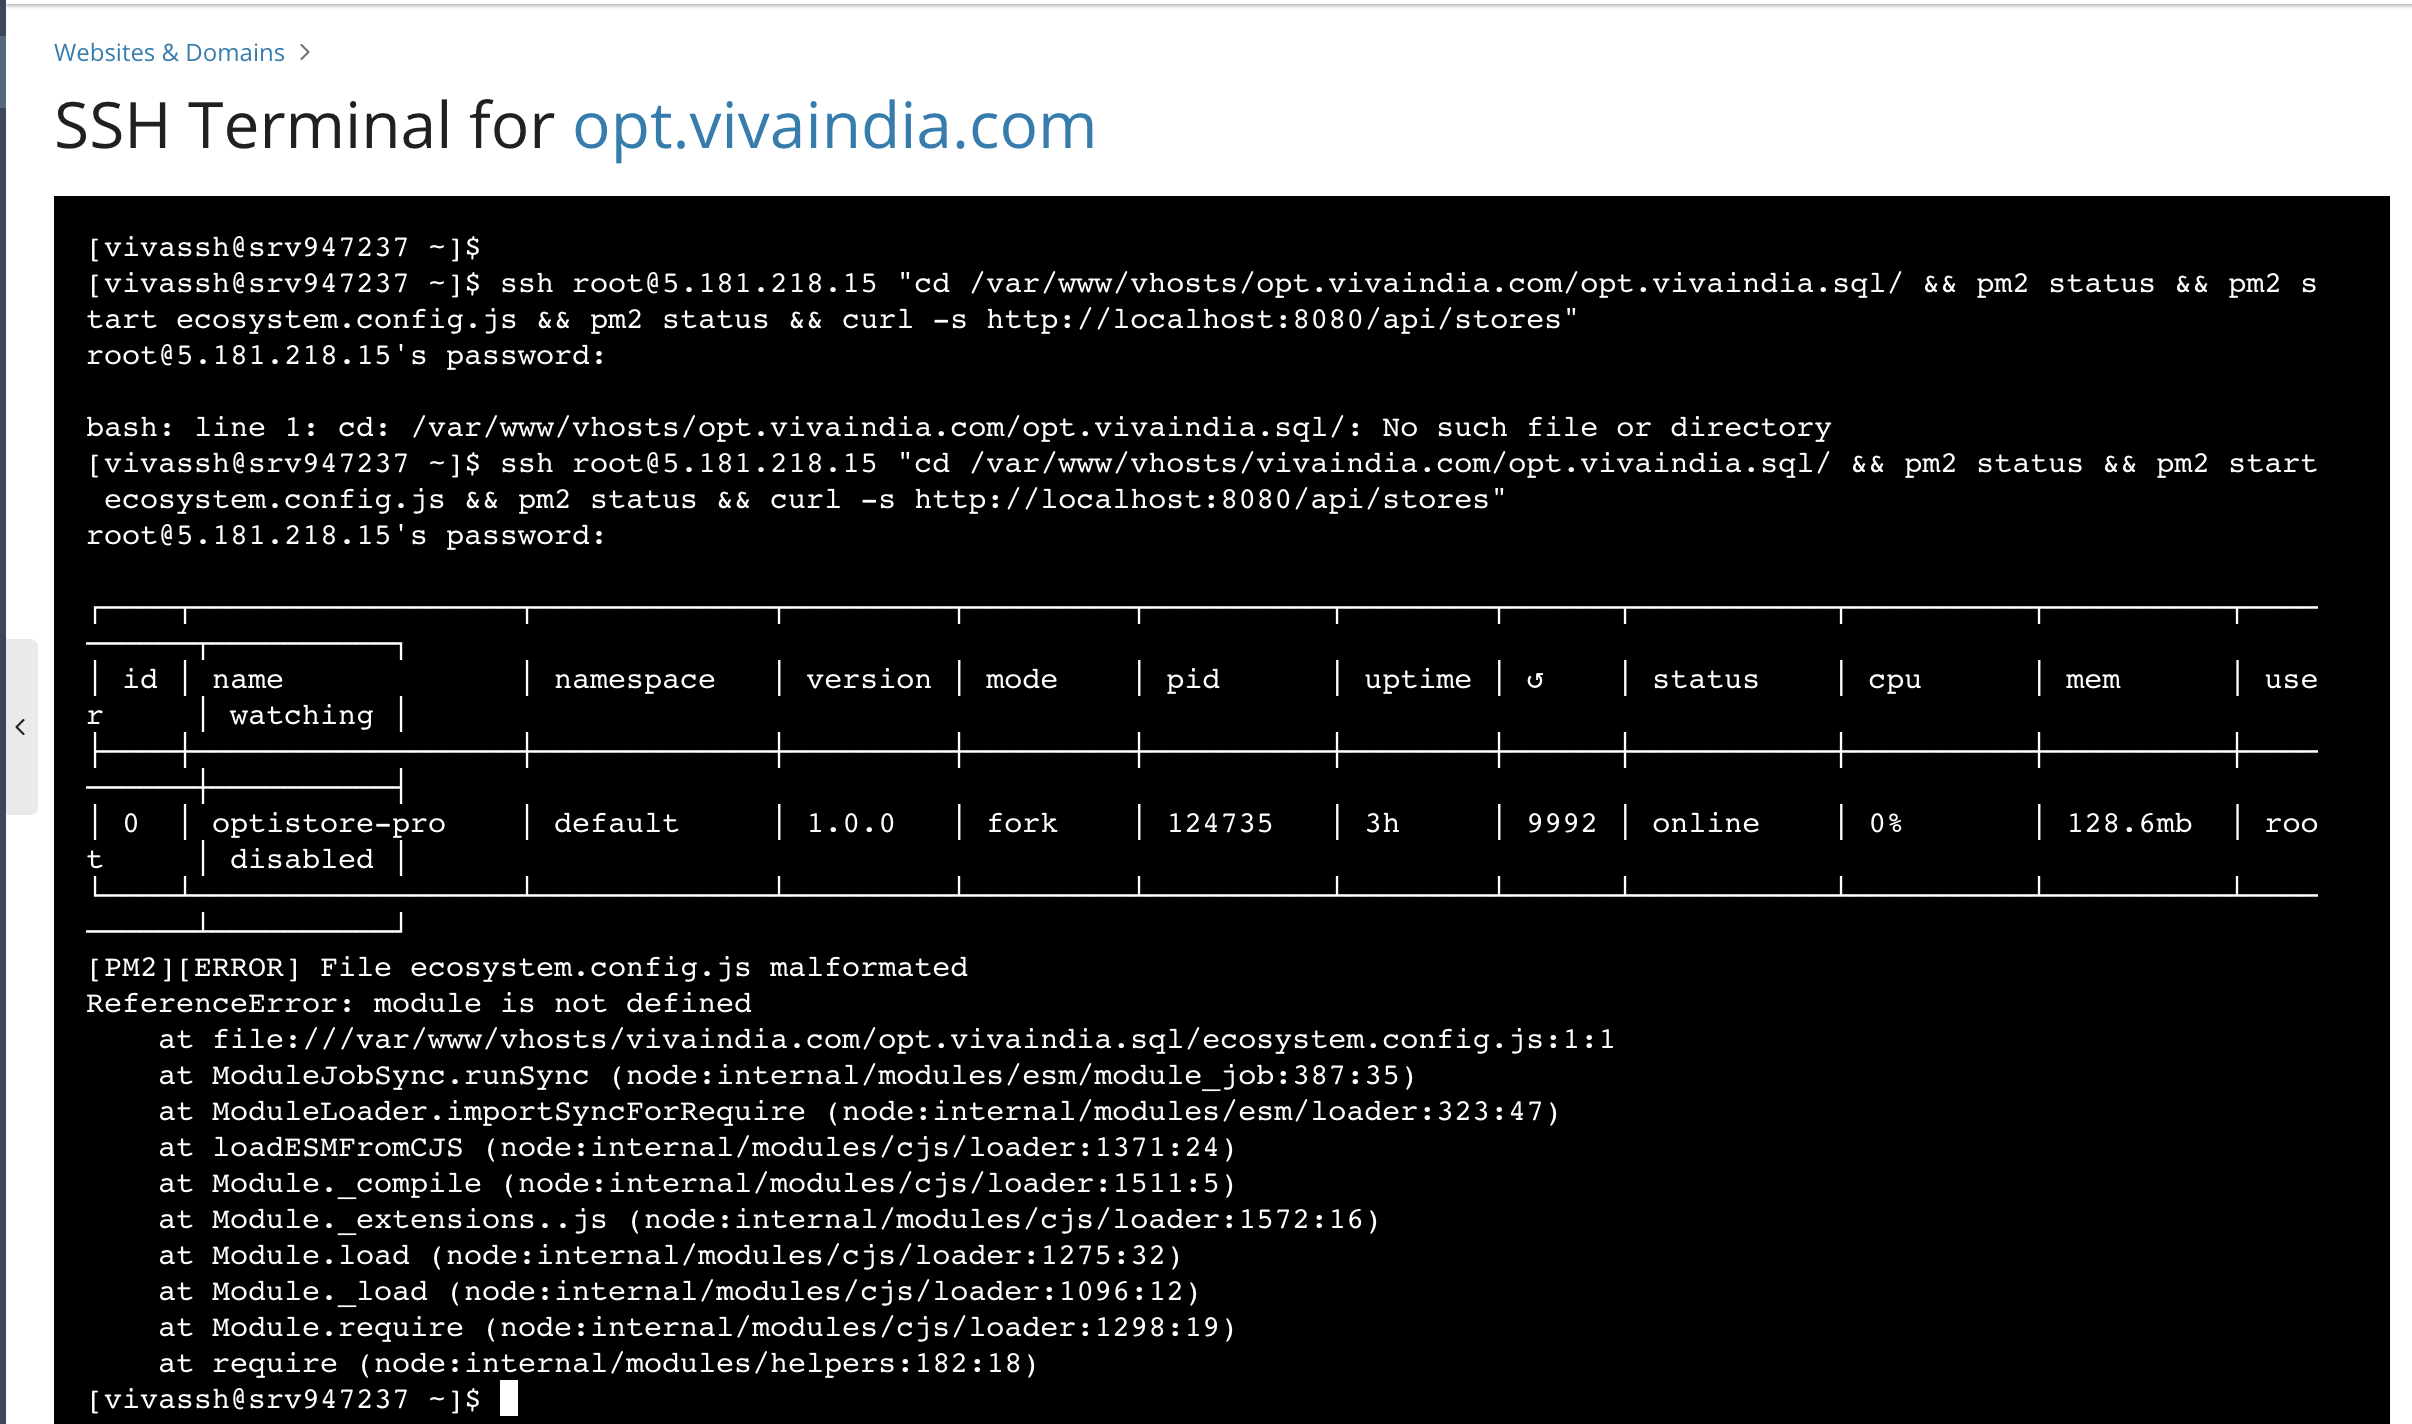 Websites & Domains >
SSH Terminal for opt.vivaindia.com
[vivassh@srv947237 ~]$
[vivassh@srv947237 ~]$ ssh root@5.181.218.15 "cd /var/www/vhosts/opt.vivaindia.com/opt.vivaindia.sql/ && pm2 status && pm2 s
tart ecosystem.config.js && pm2 status && curl -s http://localhost:8080/api/stores"
root@5.181.218.15's password:
bash: line 1: cd: /var/www/vhosts/opt.vivaindia.com/opt.vivaindia.sql/: No such file or directory
[vivassh@srv947237 ~]$ ssh root@5.181.218.15 "cd /var/www/vhosts/vivaindia.com/opt.vivaindia.sql/ && pm2 status && pm2 start
 ecosystem.config.js && pm2 status && curl -s http://localhost:8080/api/stores"
root@5.181.218.15's password:
│ id │ name │ namespace │ version │ mode │ pid │ uptime │ ↺ │ status │ cpu │ mem │ use
r │ watching │
│ 0 │ optistore-pro │ default │ 1.0.0 │ fork │ 124735 │ 3h │ 9992 │ online │ 0% │ 128.6mb │ roo
t │ disabled │
[PM2][ERROR] File ecosystem.config.js malformated
ReferenceError: module is not defined
    at file:///var/www/vhosts/vivaindia.com/opt.vivaindia.sql/ecosystem.config.js:1:1
    at ModuleJobSync.runSync (node:internal/modules/esm/module_job:387:35)
    at ModuleLoader.importSyncForRequire (node:internal/modules/esm/loader:323:47)
    at loadESMFromCJS (node:internal/modules/cjs/loader:1371:24)
    at Module._compile (node:internal/modules/cjs/loader:1511:5)
    at Module._extensions..js (node:internal/modules/cjs/loader:1572:16)
    at Module.load (node:internal/modules/cjs/loader:1275:32)
    at Module._load (node:internal/modules/cjs/loader:1096:12)
    at Module.require (node:internal/modules/cjs/loader:1298:19)
    at require (node:internal/modules/helpers:182:18)
[vivassh@srv947237 ~]$